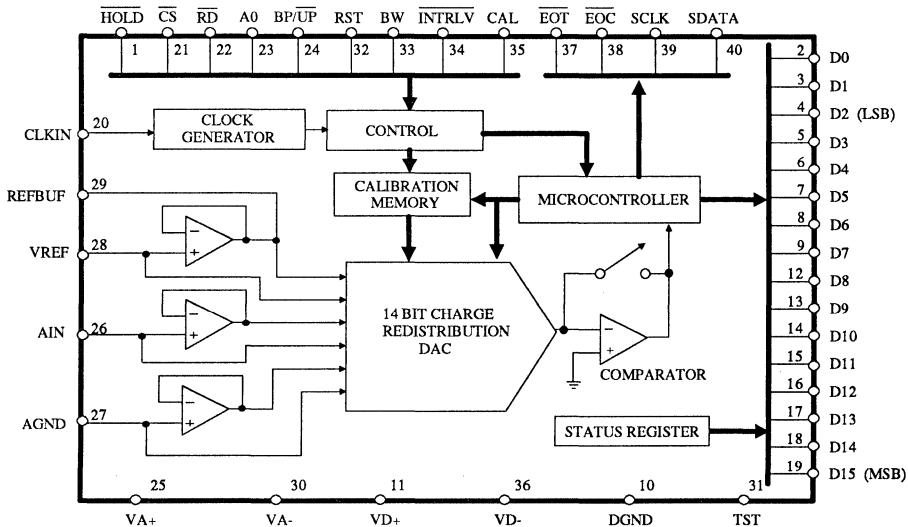 HOLD CS RD A0 BP/UP RST BW INTRLV CAL EOT EOC SCLK SDATA
1 21 22 23 24 32 33 34 35 37 38 39 40
2 D0
3 D1
4 D2 (LSB)
5 D3
6 D4
7 D5
8 D6
9 D7
12 D8
13 D9
14 D10
15 D11
16 D12
17 D13
18 D14
19 D15 (MSB)
CLKIN 20
CLOCK
GENERATOR
CONTROL
REFBUF 29
CALIBRATION
MEMORY
MICROCONTROLLER
VREF 28
-
+
AIN 26
-
+
AGND 27
-
+
14 BIT CHARGE
REDISTRIBUTION
DAC
-
+
COMPARATOR
STATUS REGISTER
25 30 11 36 10 31
VA+ VA- VD+ VD- DGND TST